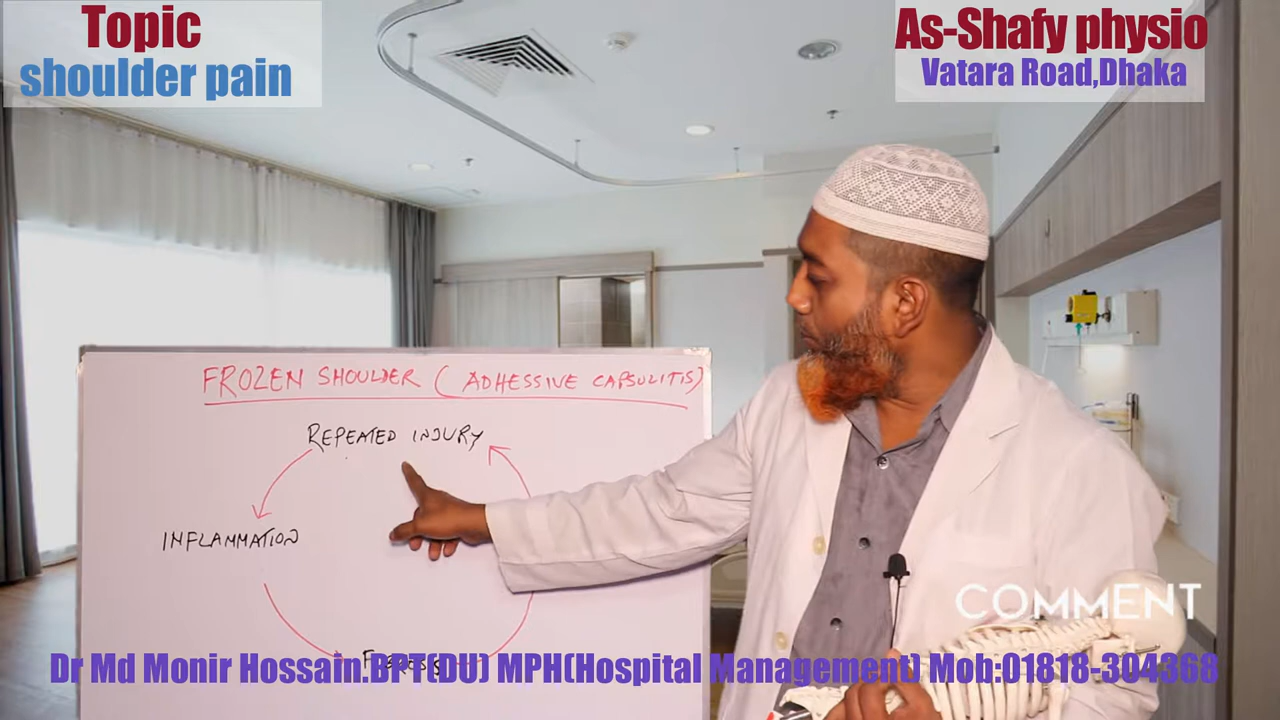 Topic
shoulder pain
As-Shafy physio
Vatara Road,Dhaka
FROZEN SHOULDER ( ADHESSIVE CAPSULITIS)
REPEATED INJURY
INFLAMMATION
COMMENT
Dr Md Monir Hossain.BPT(DU) MPH(Hospital Management) Mob:01818-304368